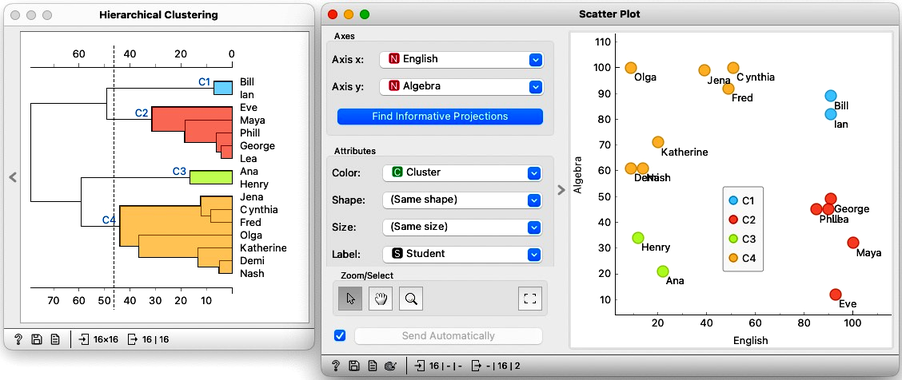 Hierarchical Clustering
60 40 20 0
C1
Bill
Ian
C2
Eve
Maya
Phill
George
Lea
C3
Ana
Henry
C4
Jena
Cynthia
Fred
Olga
Katherine
Demi
Nash
70 60 50 40 30 20 10
16×16
16 | 16
Scatter Plot
Axes
Axis x: N English
Axis y: N Algebra
Find Informative Projections
Attributes
Color: C Cluster
Shape: (Same shape)
Size: (Same size)
Label: S Student
Zoom/Select
Send Automatically
16 | - | -
- | 16 | 2
Algebra
110
100
90
80
70
60
50
40
30
20
10
Olga
Jena
Cynthia
Fred
Bill
Ian
Katherine
Demi
Nash
George
Phill
Lea
Henry
Maya
Ana
Eve
C1
C2
C3
C4
20 40 60 80 100
English